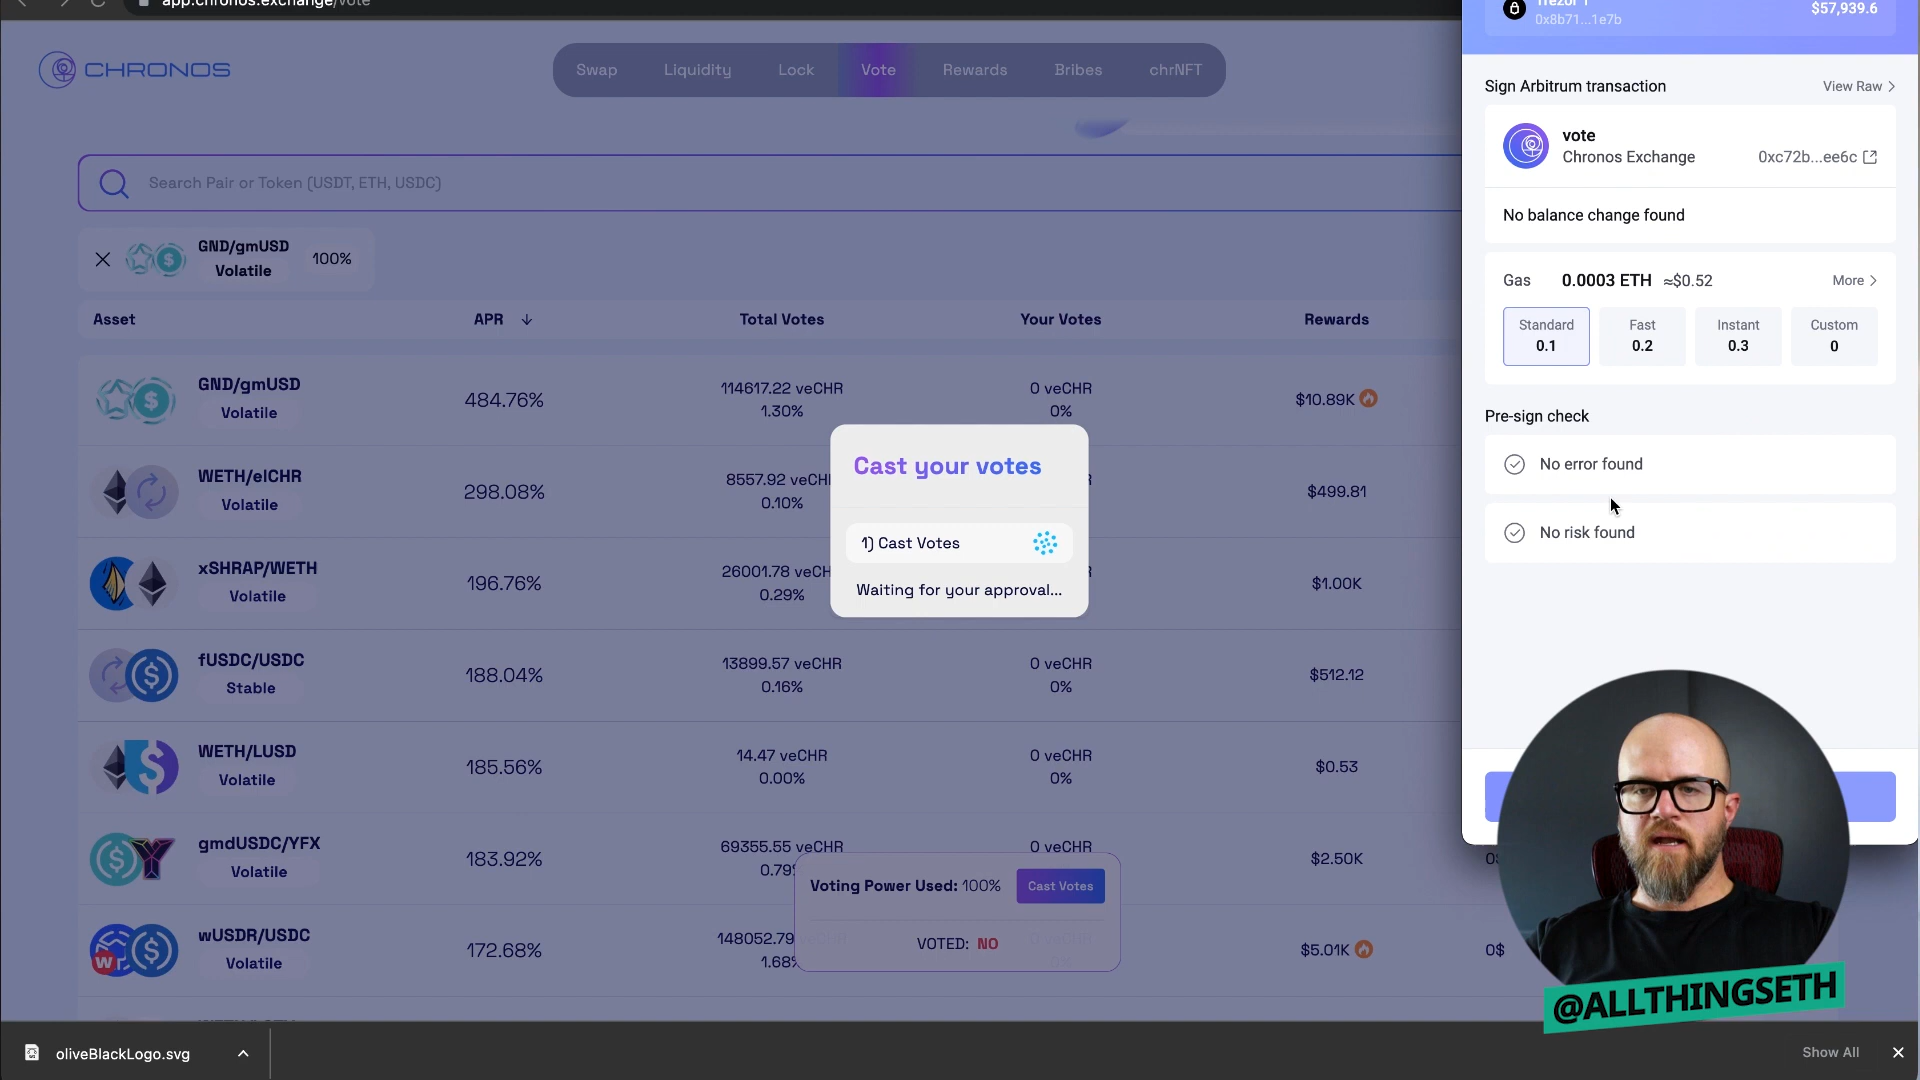 app.chronos.exchange/vote
CHRONOS
Swap
Liquidity
Lock
Vote
Rewards
Bribes
chrNFT
Search Pair or Token (USDT, ETH, USDC)
GND/gmUSD
Volatile
100%
Asset
APR
Total Votes
Your Votes
Rewards
GND/gmUSD
Volatile
484.76%
114617.22 veCHR
1.30%
0 veCHR
0%
$10.89K
WETH/elCHR
Volatile
298.08%
8557.92 veCH
0.10%
$499.81
xSHRAP/WETH
Volatile
196.76%
26001.78 veCH
0.29%
$1.00K
fUSDC/USDC
Stable
188.04%
13899.57 veCHR
0.16%
0 veCHR
0%
$512.12
WETH/LUSD
Volatile
185.56%
14.47 veCHR
0.00%
0 veCHR
0%
$0.53
gmdUSDC/YFX
Volatile
183.92%
69355.55 veCHR
0.79%
0 veCHR
$2.50K
wUSDR/USDC
Volatile
172.68%
148052.79
1.68%
$5.01K
0$
Cast your votes
1) Cast Votes
Waiting for your approval...
Voting Power Used: 100%
Cast Votes
VOTED: NO
Trezor 1
0x8b71...1e7b
$57,939.6
Sign Arbitrum transaction
View Raw
vote
Chronos Exchange
0xc72b...ee6c
No balance change found
Gas
0.0003 ETH
≈$0.52
More
Standard
0.1
Fast
0.2
Instant
0.3
Custom
0
Pre-sign check
No error found
No risk found
@ALLTHINGSETH
oliveBlackLogo.svg
Show All